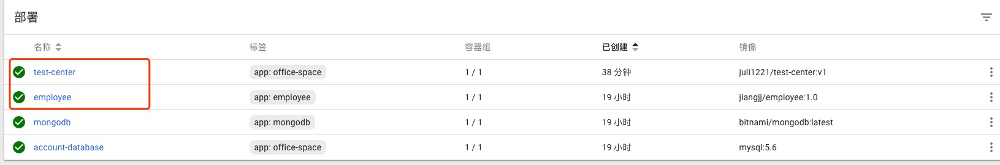 部署
名称 标签 容器组 已创建 镜像
test-center app: office-space 1 / 1 38 分钟 juli1221/test-center:v1
employee app: employee 1 / 1 19 小时 jiangjj/employee:1.0
mongodb app: mongodb 1 / 1 19 小时 bitnami/mongodb:latest
account-database app: office-space 1 / 1 19 小时 mysql:5.6